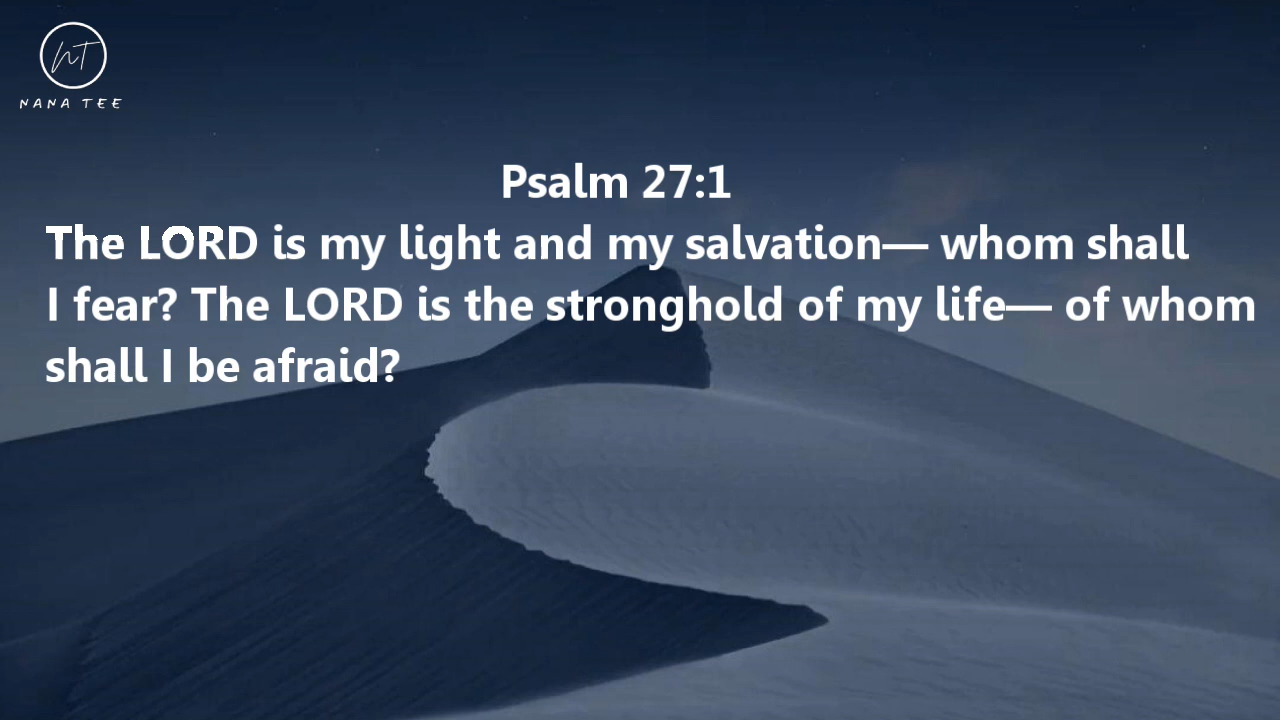 NT
NANA TEE
Psalm 27:1
The LORD is my light and my salvation— whom shall
I fear? The LORD is the stronghold of my life— of whom
shall I be afraid?